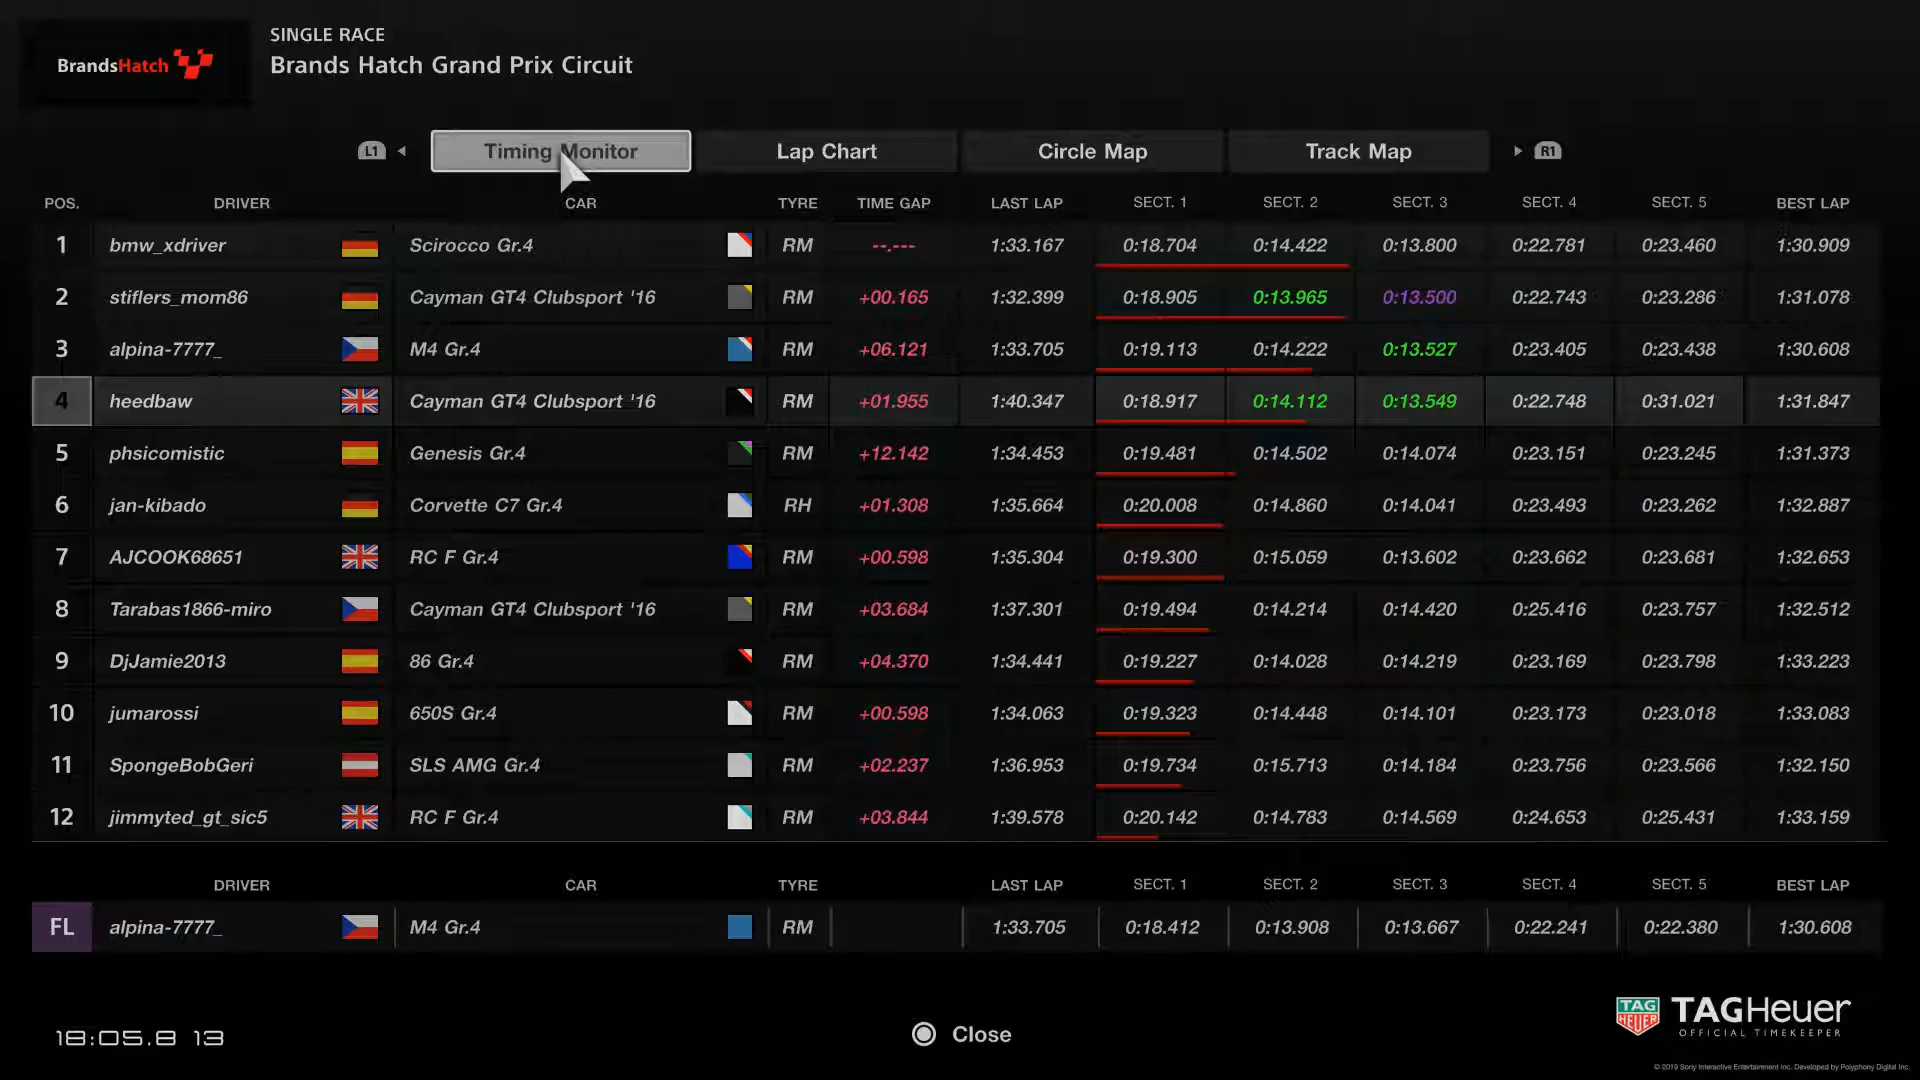 BrandsHatch
SINGLE RACE
Brands Hatch Grand Prix Circuit
L1 Timing Monitor Lap Chart Circle Map Track Map R1
POS. DRIVER CAR TYRE TIME GAP LAST LAP SECT. 1 SECT. 2 SECT. 3 SECT. 4 SECT. 5 BEST LAP
1 bmw_xdriver Scirocco Gr.4 RM --.--- 1:33.167 0:18.704 0:14.422 0:13.800 0:22.781 0:23.460 1:30.909
2 stiflers_mom86 Cayman GT4 Clubsport '16 RM +00.165 1:32.399 0:18.905 0:13.965 0:13.500 0:22.743 0:23.286 1:31.078
3 alpina-7777_ M4 Gr.4 RM +06.121 1:33.705 0:19.113 0:14.222 0:13.527 0:23.405 0:23.438 1:30.608
4 heedbaw Cayman GT4 Clubsport '16 RM +01.955 1:40.347 0:18.917 0:14.112 0:13.549 0:22.748 0:31.021 1:31.847
5 phsicomistic Genesis Gr.4 RM +12.142 1:34.453 0:19.481 0:14.502 0:14.074 0:23.151 0:23.245 1:31.373
6 jan-kibado Corvette C7 Gr.4 RH +01.308 1:35.664 0:20.008 0:14.860 0:14.041 0:23.493 0:23.262 1:32.887
7 AJCOOK68651 RC F Gr.4 RM +00.598 1:35.304 0:19.300 0:15.059 0:13.602 0:23.662 0:23.681 1:32.653
8 Tarabas1866-miro Cayman GT4 Clubsport '16 RM +03.684 1:37.301 0:19.494 0:14.214 0:14.420 0:25.416 0:23.757 1:32.512
9 DjJamie2013 86 Gr.4 RM +04.370 1:34.441 0:19.227 0:14.028 0:14.219 0:23.169 0:23.798 1:33.223
10 jumarossi 650S Gr.4 RM +00.598 1:34.063 0:19.323 0:14.448 0:14.101 0:23.173 0:23.018 1:33.083
11 SpongeBobGeri SLS AMG Gr.4 RM +02.237 1:36.953 0:19.734 0:15.713 0:14.184 0:23.756 0:23.566 1:32.150
12 jimmyted_gt_sic5 RC F Gr.4 RM +03.844 1:39.578 0:20.142 0:14.783 0:14.569 0:24.653 0:25.431 1:33.159
DRIVER CAR TYRE LAST LAP SECT. 1 SECT. 2 SECT. 3 SECT. 4 SECT. 5 BEST LAP
FL alpina-7777_ M4 Gr.4 RM 1:33.705 0:18.412 0:13.908 0:13.667 0:22.241 0:22.380 1:30.608
18:05.8 13
Close
TAG HEUER TAGHeuer
OFFICIAL TIMEKEEPER
© 2019 Sony Interactive Entertainment Inc. Developed by Polyphony Digital Inc.